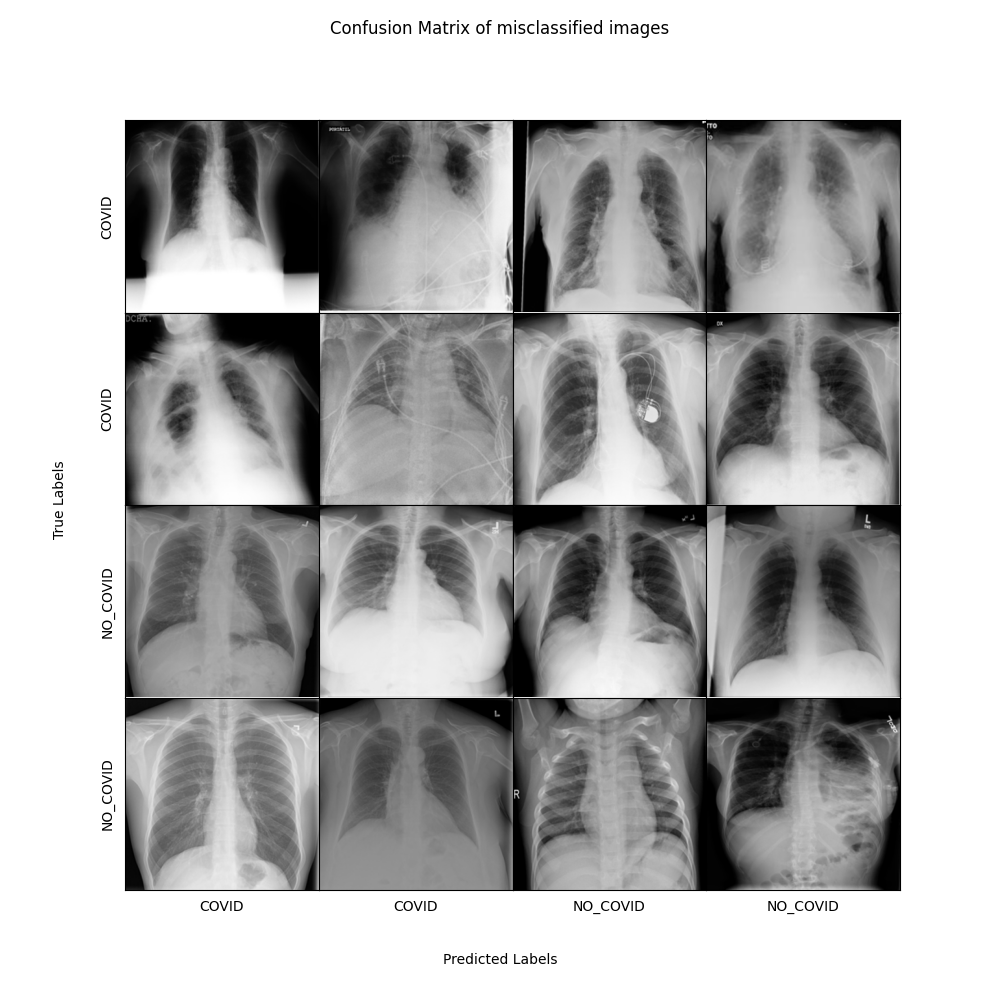 Confusion Matrix of misclassified images
COVID
COVID
NO_COVID
NO_COVID
True Labels
L
L
R
COVID
COVID
NO_COVID
NO_COVID
Predicted Labels